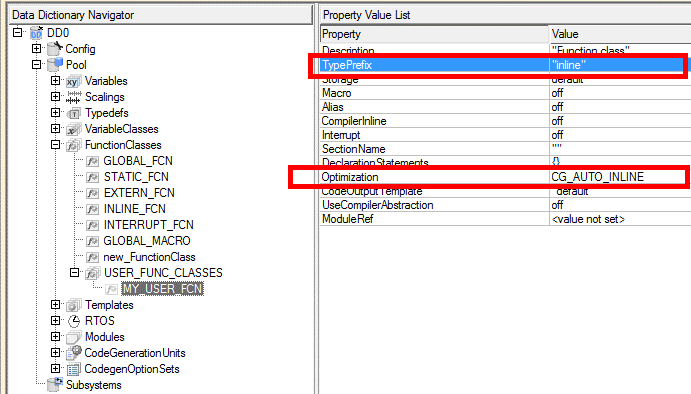 Data Dictionary Navigator
DD0
Config
Pool
Variables
Scalings
Typedefs
VariableClasses
FunctionClasses
GLOBAL_FCN
STATIC_FCN
EXTERN_FCN
INLINE_FCN
INTERRUPT_FCN
GLOBAL_MACRO
new_FunctionClass
USER_FUNC_CLASSES
MY_USER_FCN
Templates
RTOS
Modules
CodeGenerationUnits
CodegenOptionSets
Subsystems
Property Value List
Property Value
Description "Function class"
TypePrefix "inline"
Storage default
Macro off
Alias off
CompilerInline off
Interrupt off
SectionName ""
DeclarationStatements {}
Optimization CG_AUTO_INLINE
CodeOutputTemplate default
UseCompilerAbstraction off
ModuleRef <value not set>